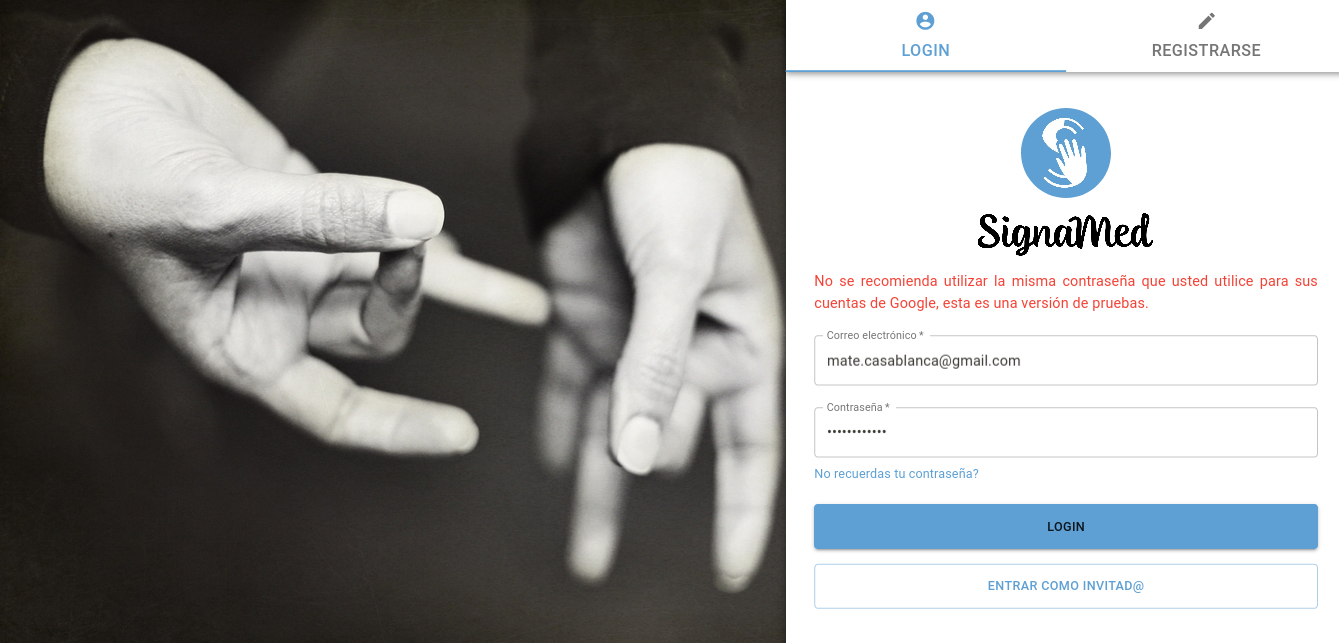 LOGIN
REGISTRARSE
SignaMed
No se recomienda utilizar la misma contraseña que usted utilice para sus
cuentas de Google, esta es una versión de pruebas.
Correo electrónico *
mate.casablanca@gmail.com
Contraseña *
••••••••••••
No recuerdas tu contraseña?
LOGIN
ENTRAR COMO INVITAD@